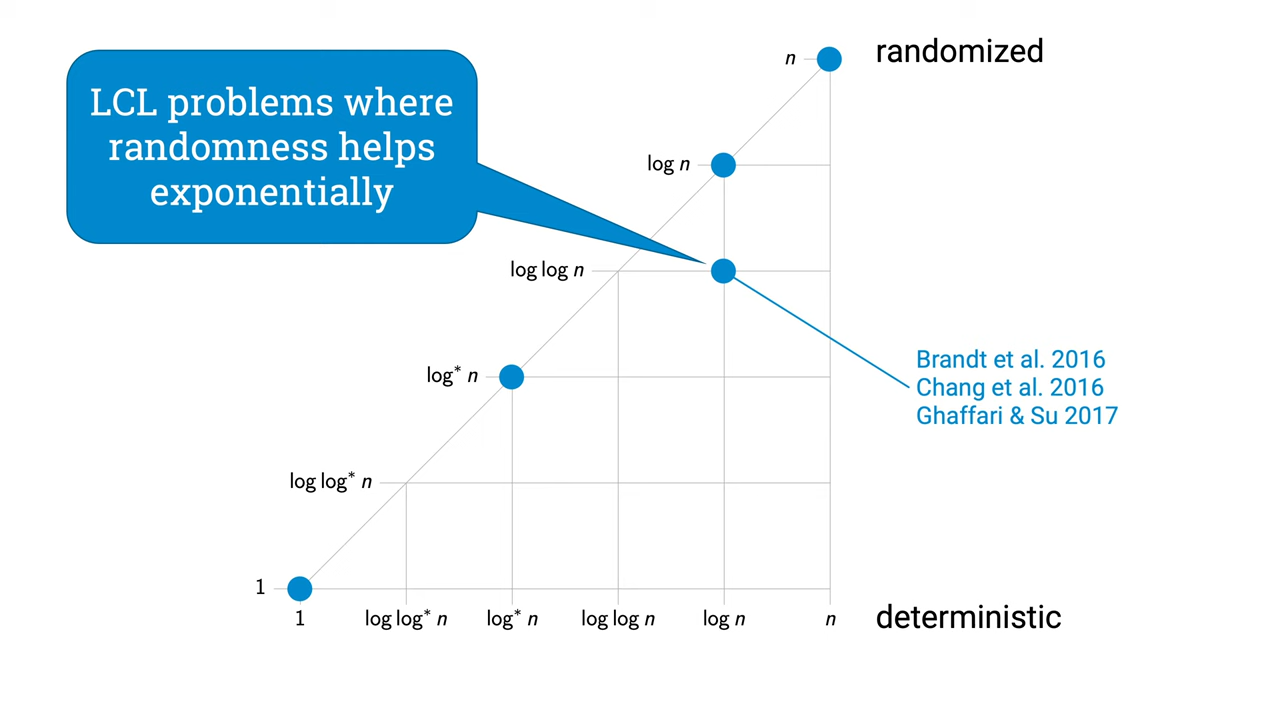 LCL problems where
randomness helps
exponentially
n
randomized
log n
log log n
log* n
log log* n
1
Brandt et al. 2016
Chang et al. 2016
Ghaffari & Su 2017
1
log log* n
log* n
log log n
log n
n
deterministic